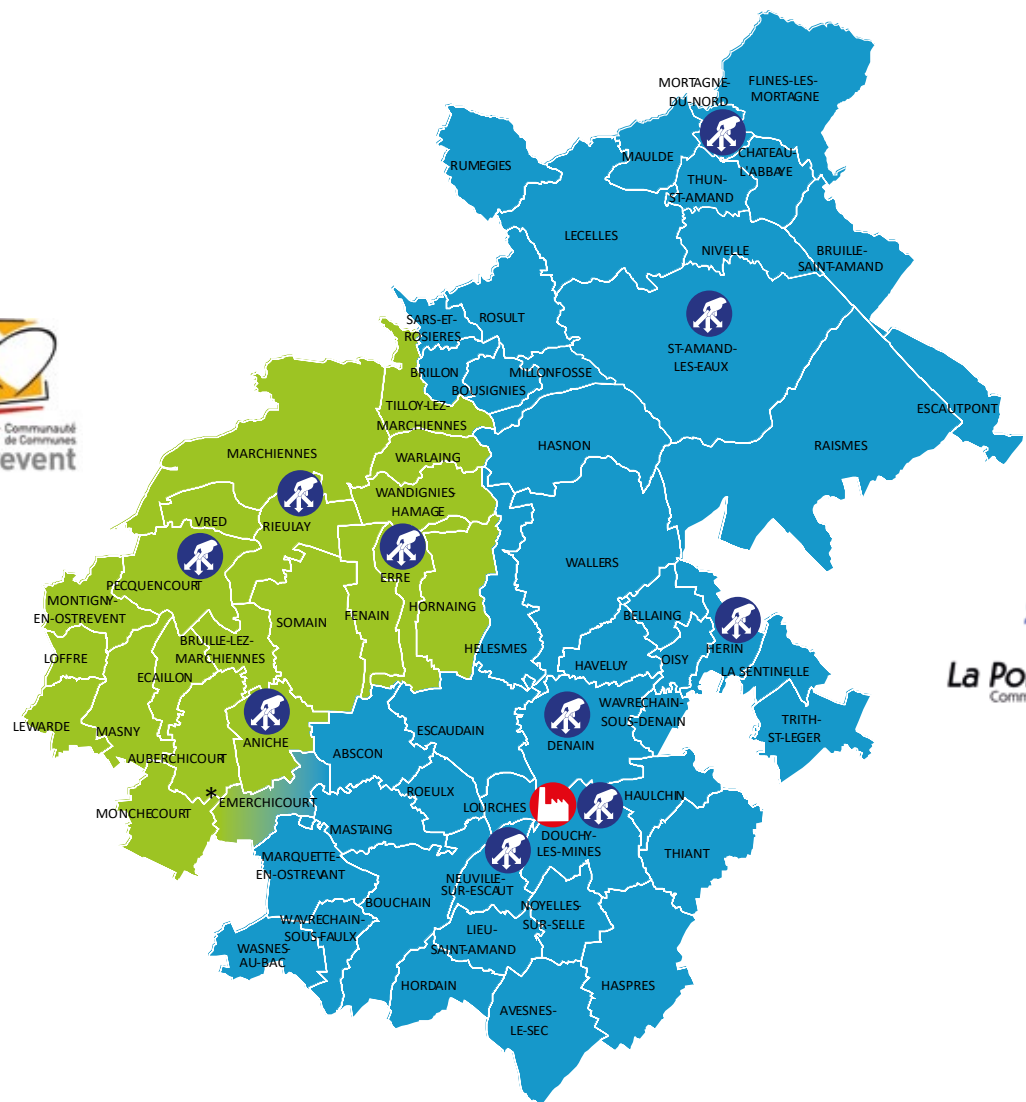 MORTAGNE-
DU-NORD
FLINES-LES-
MORTAGNE
RUMEGIES
MAULDE
CHATEAU-
L'ABBAYE
THUN-
ST-AMAND
LECELLES
NIVELLE
BRUILLE-
SAINT-AMAND
SARS-ET-
ROSIERES
ROSULT
ST-AMAND-
LES-EAUX
BRILLON
MILLONFOSSE
BOUSIGNIES
ESCAUTPONT
Communauté
de Communes
event
TILLOY-LEZ-
MARCHIENNES
HASNON
RAISMES
MARCHIENNES
WARLAING
WANDIGNIES-
HAMAGE
VRED
RIEULAY
WALLERS
PECQUENCOURT
ERRE
MONTIGNY-
EN-OSTREVENT
HORNAING
FENAIN
SOMAIN
BELLAING
BRUILLE-LEZ-
MARCHIENNES
HELESMES
HERIN
LOFFRE
OISY
HAVELUY
ECAILLON
LA SENTINELLE
La Po
Comm
WAVRECHAIN-
SOUS-DENAIN
LEWARDE
MASNY
ESCAUDAIN
TRITH-
ST-LEGER
ANICHE
DENAIN
ABSCON
AUBERCHICOURT
ROEULX
HAULCHIN
*
EMERCHICOURT
LOURCHES
MONCHECOURT
MASTAING
DOUCHY-
LES-MINES
THIANT
MARQUETTE-
EN-OSTREVANT
NEUVILLE-
SUR-ESCAUT
BOUCHAIN
NOYELLES-
SUR-SELLE
WAVRECHAIN-
SOUS-FAULX
LIEU-
SAINT-AMAND
WASNES-
AU-BAC
HORDAIN
HASPRES
AVESNES-
LE-SEC